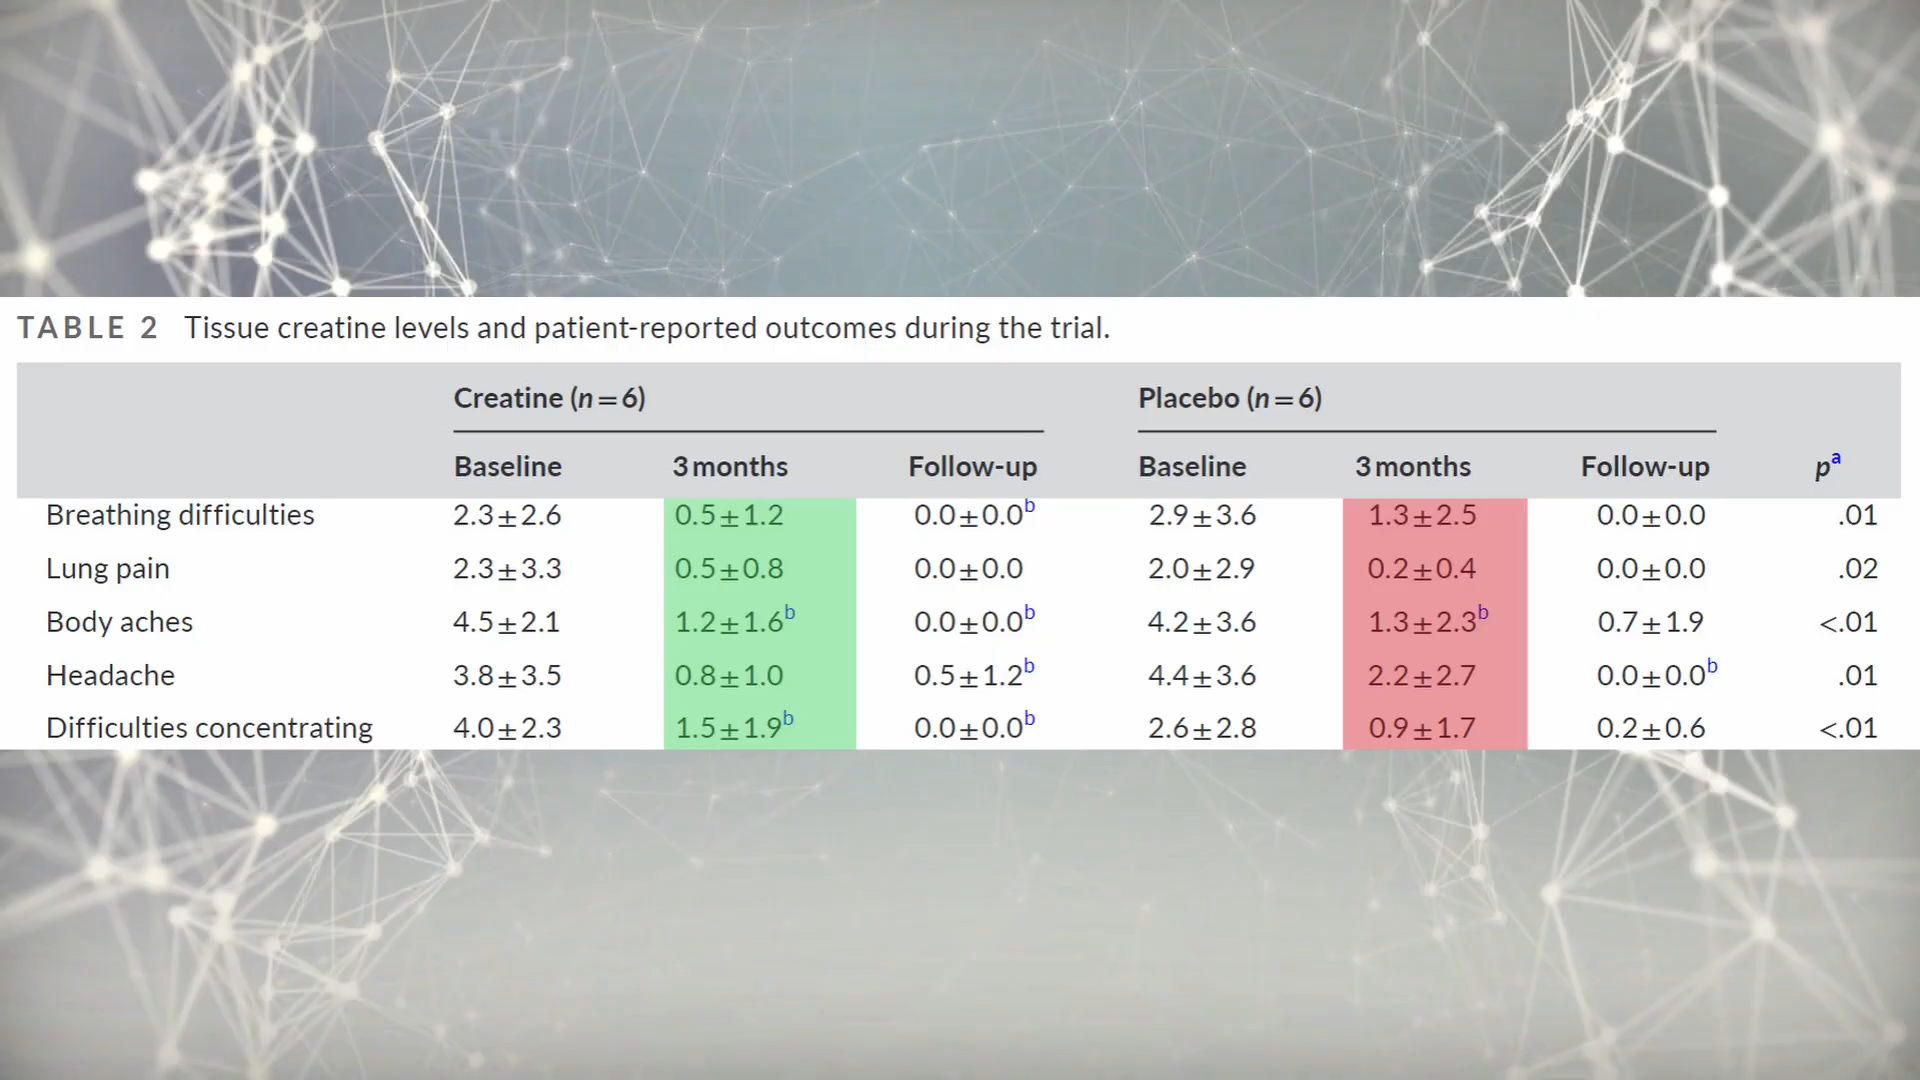 TABLE 2 Tissue creatine levels and patient-reported outcomes during the trial.
Creatine (n=6) Placebo (n=6)
Baseline 3 months Follow-up Baseline 3 months Follow-up pa
Breathing difficulties 2.3±2.6 0.5±1.2 0.0±0.0b 2.9±3.6 1.3±2.5 0.0±0.0 .01
Lung pain 2.3±3.3 0.5±0.8 0.0±0.0 2.0±2.9 0.2±0.4 0.0±0.0 .02
Body aches 4.5±2.1 1.2±1.6b 0.0±0.0b 4.2±3.6 1.3±2.3b 0.7±1.9 <.01
Headache 3.8±3.5 0.8±1.0 0.5±1.2b 4.4±3.6 2.2±2.7 0.0±0.0b .01
Difficulties concentrating 4.0±2.3 1.5±1.9b 0.0±0.0b 2.6±2.8 0.9±1.7 0.2±0.6 <.01